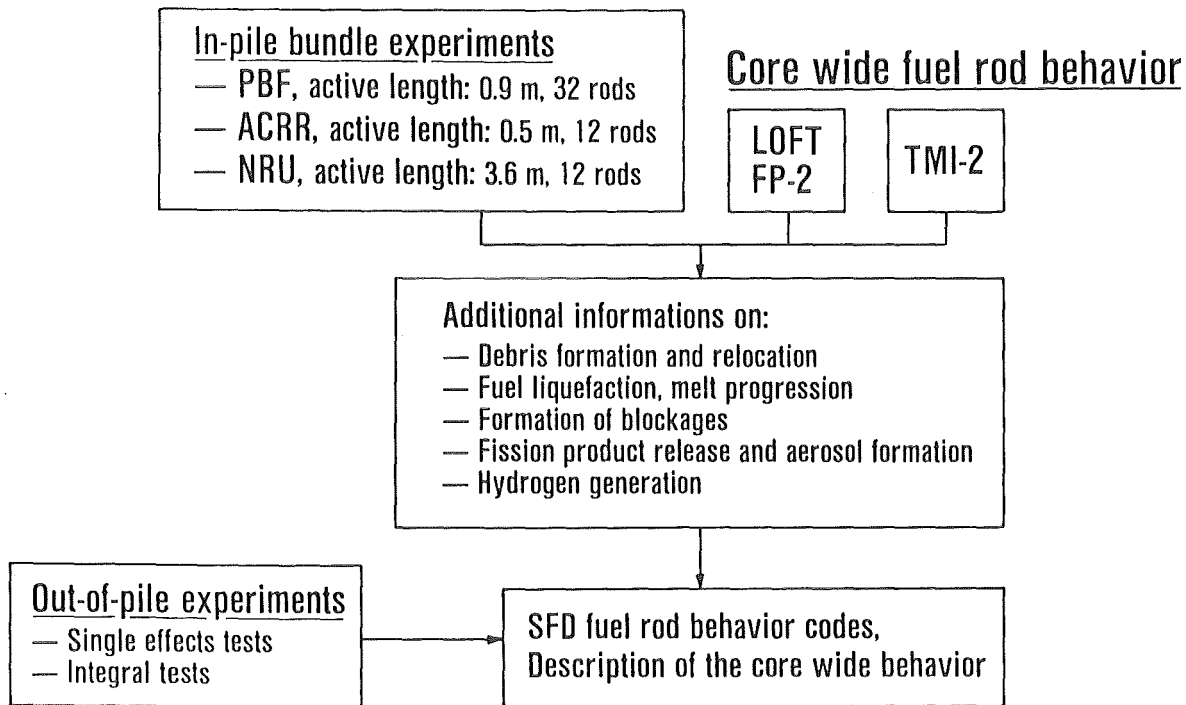 In-pile bundle experiments
— PBF, active length: 0.9 m, 32 rods
— ACRR, active length: 0.5 m, 12 rods
— NRU, active length: 3.6 m, 12 rods
Core wide fuel rod behavior
LOFT
FP-2
TMI-2
Additional informations on:
— Debris formation and relocation
— Fuel liquefaction, melt progression
— Formation of blockages
— Fission product release and aerosol formation
— Hydrogen generation
Out-of-pile experiments
— Single effects tests
— Integral tests
SFD fuel rod behavior codes,
Description of the core wide behavior